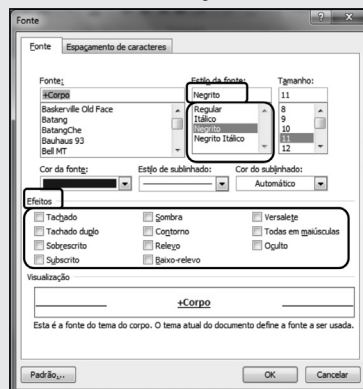 Fonte
Fonte Espaçamento de caracteres
Fonte: Estilo da fonte: Tamanho:
+Corpo Negrito 11
Baskerville Old Face Regular 8
Batang Itálico 9
BatangChe Negrito 10
Bauhaus 93 Negrito Itálico 11
Bell MT 12
Cor da fonte: Estilo de sublinhado: Cor do sublinhado:
Automático
Efeitos
Tachado Sombra Versalete
Tachado duplo Contorno Todas em maiúsculas
Sobrescrito Relevo Oculto
Subscrito Baixo-relevo
Visualização
+Corpo
Esta é a fonte do tema do corpo. O tema atual do documento define a fonte a ser usada.
Padrão... OK Cancelar